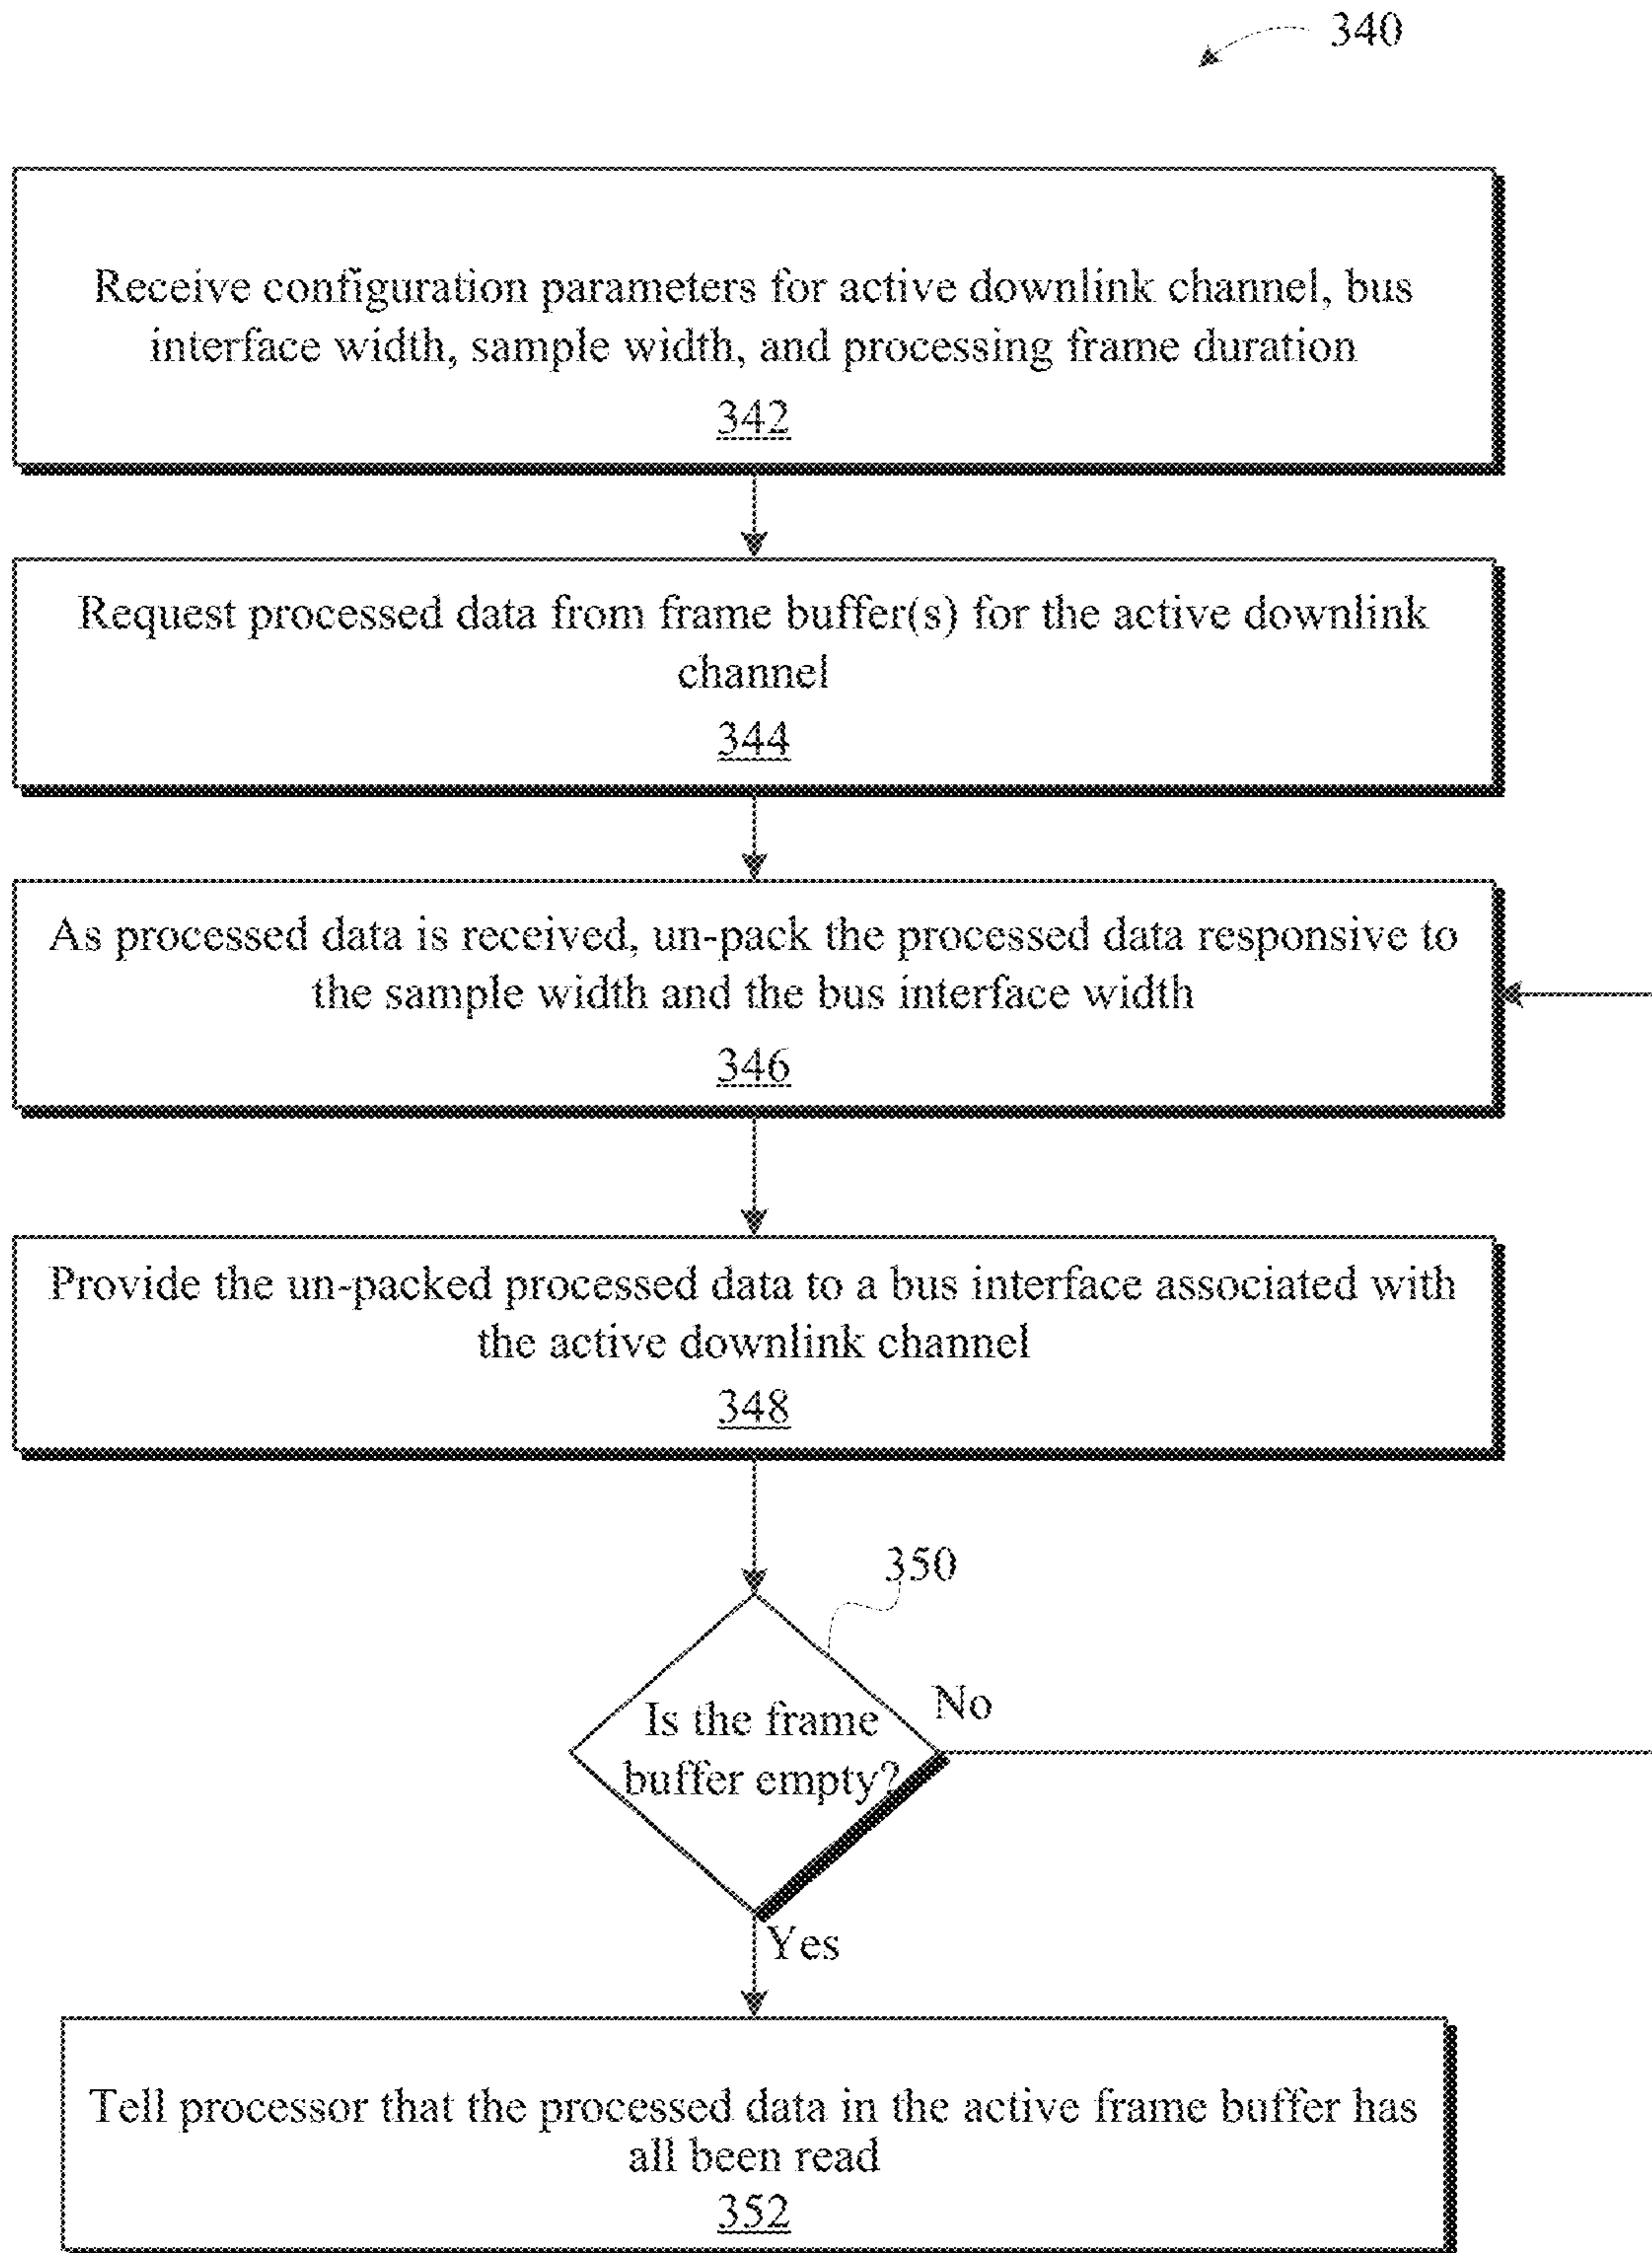 340
Receive configuration parameters for active downlink channel, bus
interface width, sample width, and processing frame duration
342
Request processed data from frame buffer(s) for the active downlink
channel
344
As processed data is received, un-pack the processed data responsive to
the sample width and the bus interface width
346
Provide the un-packed processed data to a bus interface associated with
the active downlink channel
348
350
Is the frame
buffer empty?
No
Yes
Tell processor that the processed data in the active frame buffer has
all been read
352